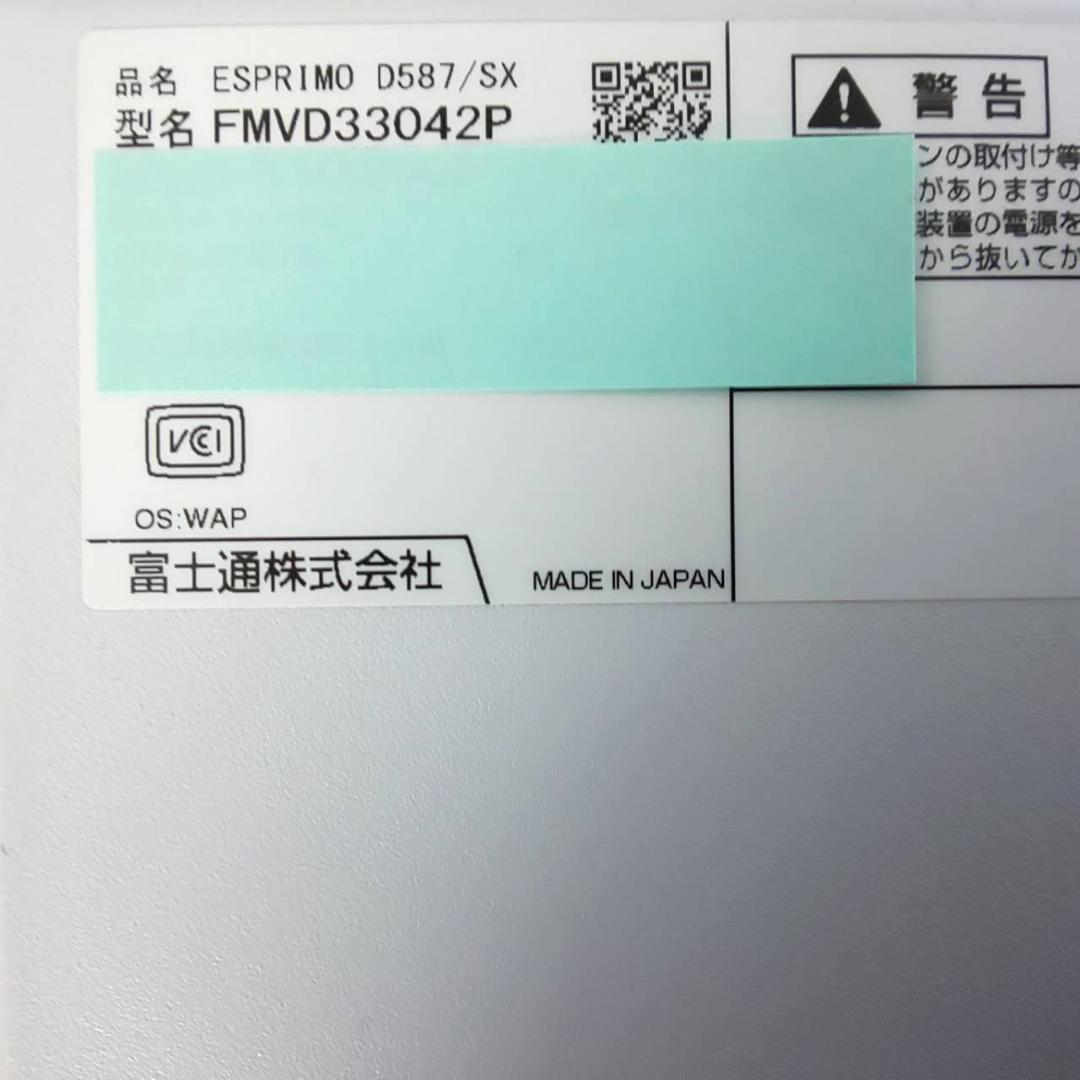 品名 ESPRIMO D587/SX
型名 FMVD33042P
VCI
OS:WAP
富士通株式会社
MADE IN JAPAN
警告
ンの取付け等
がありますの
装置の電源を
から抜いてか